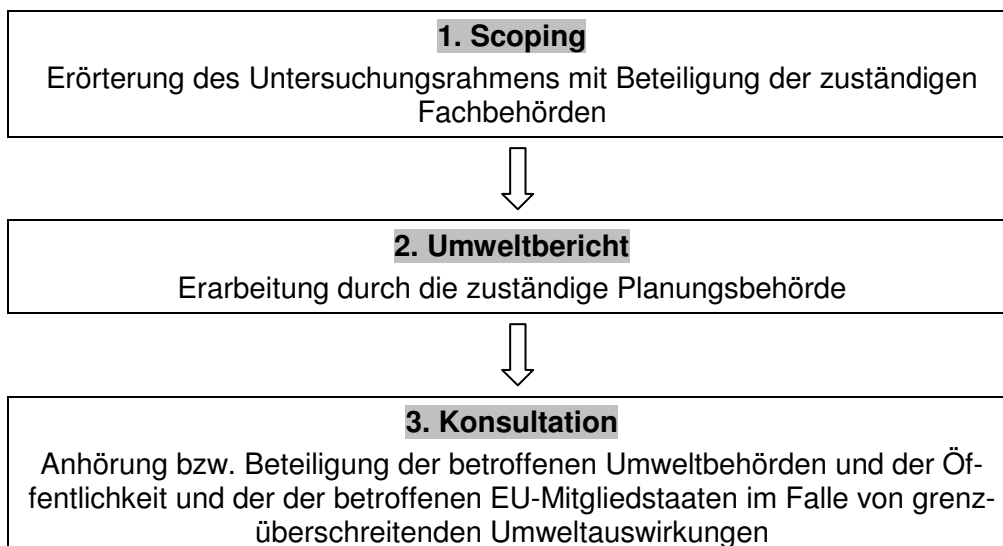 1. Scoping
Erörterung des Untersuchungsrahmens mit Beteiligung der zuständigen
Fachbehörden
2. Umweltbericht
Erarbeitung durch die zuständige Planungsbehörde
3. Konsultation
Anhörung bzw. Beteiligung der betroffenen Umweltbehörden und der Öf-
fentlichkeit und der der betroffenen EU-Mitgliedstaaten im Falle von grenz-
überschreitenden Umweltauswirkungen